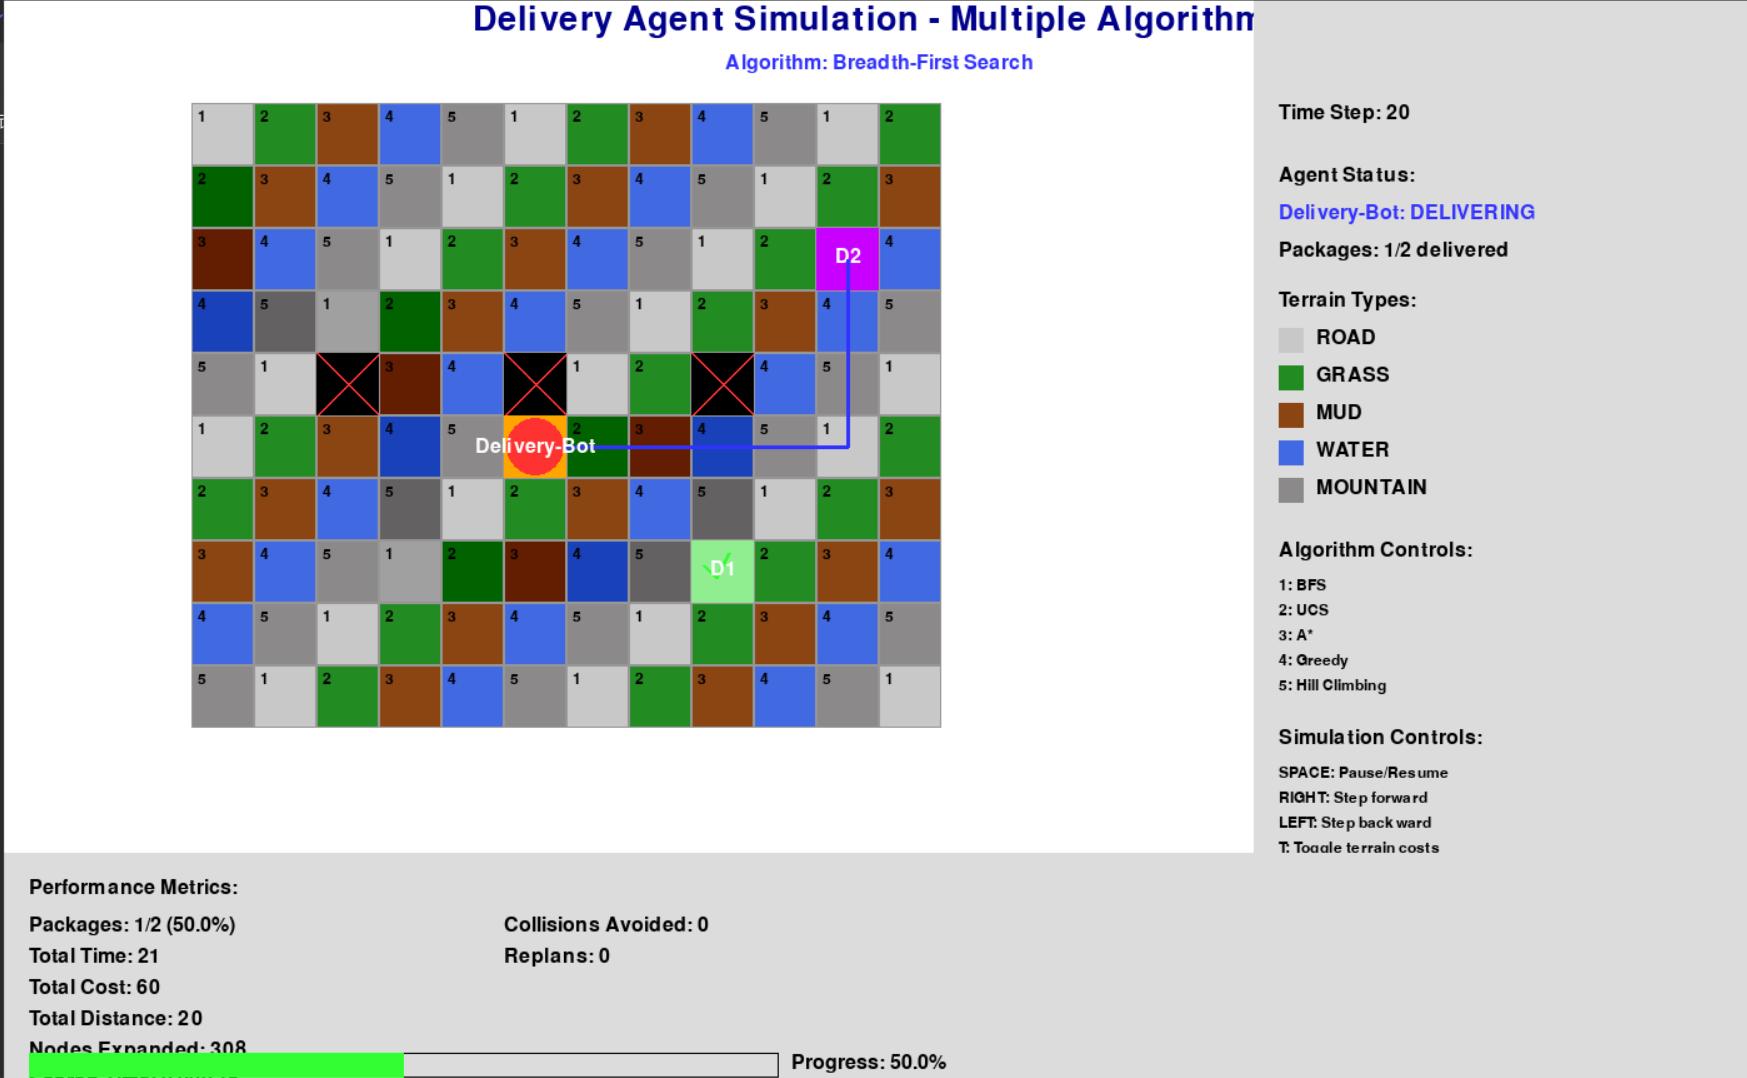 Delivery Agent Simulation - Multiple Algorithm
Algorithm: Breadth-First Search
1 2 3 4 5 1 2 3 4 5 1 2
2 3 4 5 1 2 3 4 5 1 2 3
3 4 5 1 2 3 4 5 1 2 D2 4
4 5 1 2 3 4 5 1 2 3 4 5
5 1 3 4 1 2 4 5 1
1 2 3 4 5 Delivery-Bot 2 3 4 5 1 2
2 3 4 5 1 2 3 4 5 1 2 3
3 4 5 1 2 3 4 5 D1 2 3 4
4 5 1 2 3 4 5 1 2 3 4 5
5 1 2 3 4 5 1 2 3 4 5 1
Time Step: 20
Agent Status:
Delivery-Bot: DELIVERING
Packages: 1/2 delivered
Terrain Types:
ROAD
GRASS
MUD
WATER
MOUNTAIN
Algorithm Controls:
1: BFS
2: UCS
3: A*
4: Greedy
5: Hill Climbing
Simulation Controls:
SPACE: Pause/Resume
RIGHT: Step forward
LEFT: Step backward
T: Toggle terrain costs
Performance Metrics:
Packages: 1/2 (50.0%)
Total Time: 21
Total Cost: 60
Total Distance: 20
Nodes Expanded: 308
Collisions Avoided: 0
Replans: 0
Progress: 50.0%